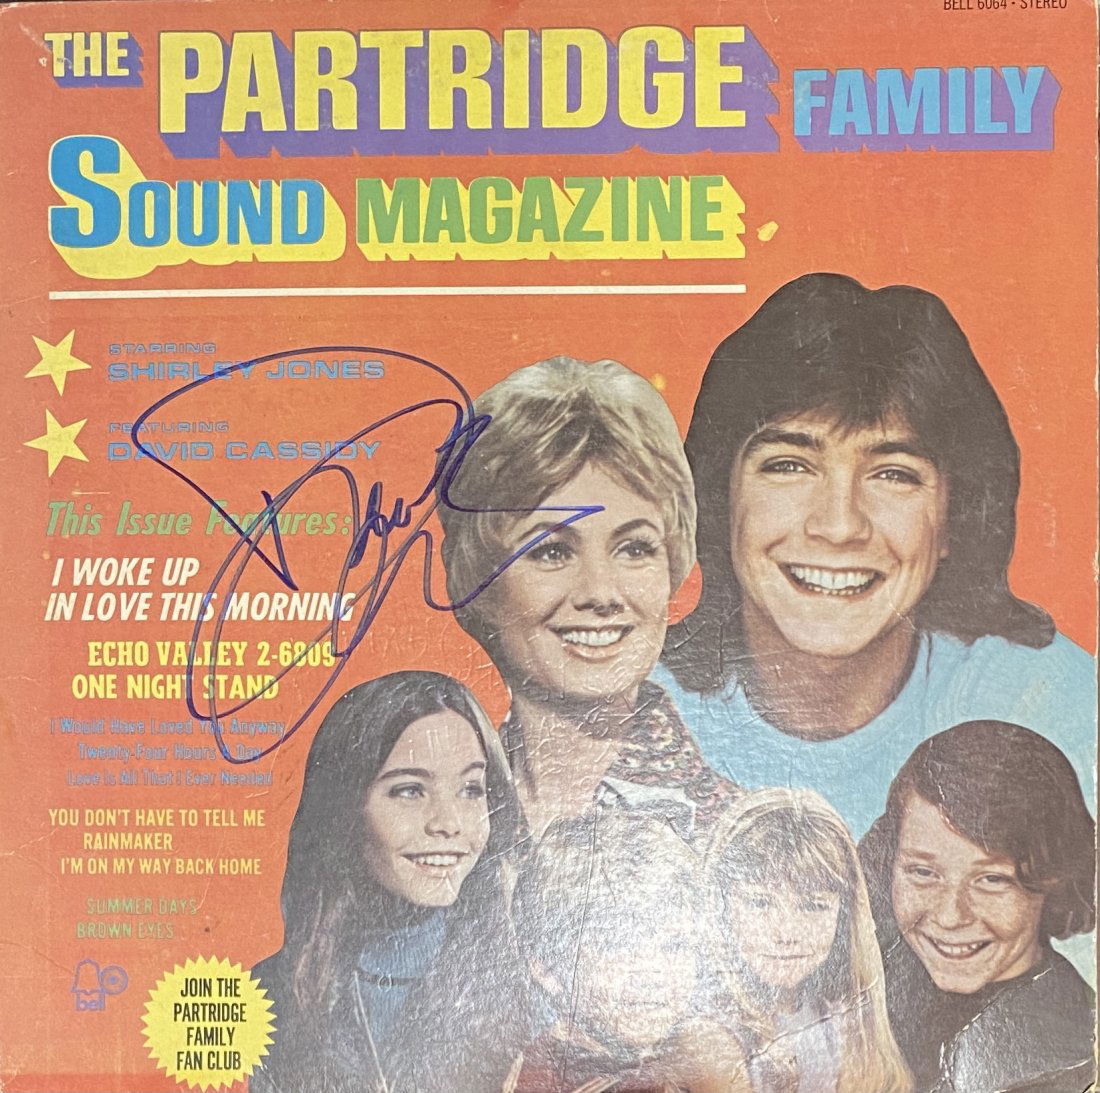 BELL 6064 • STEREO
THE PARTRIDGE FAMILY
SOUND MAGAZINE
STARRING
SHIRLEY JONES
FEATURING
DAVID CASSIDY
This Issue Features:
I WOKE UP
IN LOVE THIS MORNING
ECHO VALLEY 2-6809
ONE NIGHT STAND
I Would Have Loved You Anyway
Twenty-Four Hours A Day
Love Is All That I Ever Needed
YOU DON'T HAVE TO TELL ME
RAINMAKER
I'M ON MY WAY BACK HOME
SUMMER DAYS
BROWN EYES
bell
JOIN THE
PARTRIDGE
FAMILY
FAN CLUB